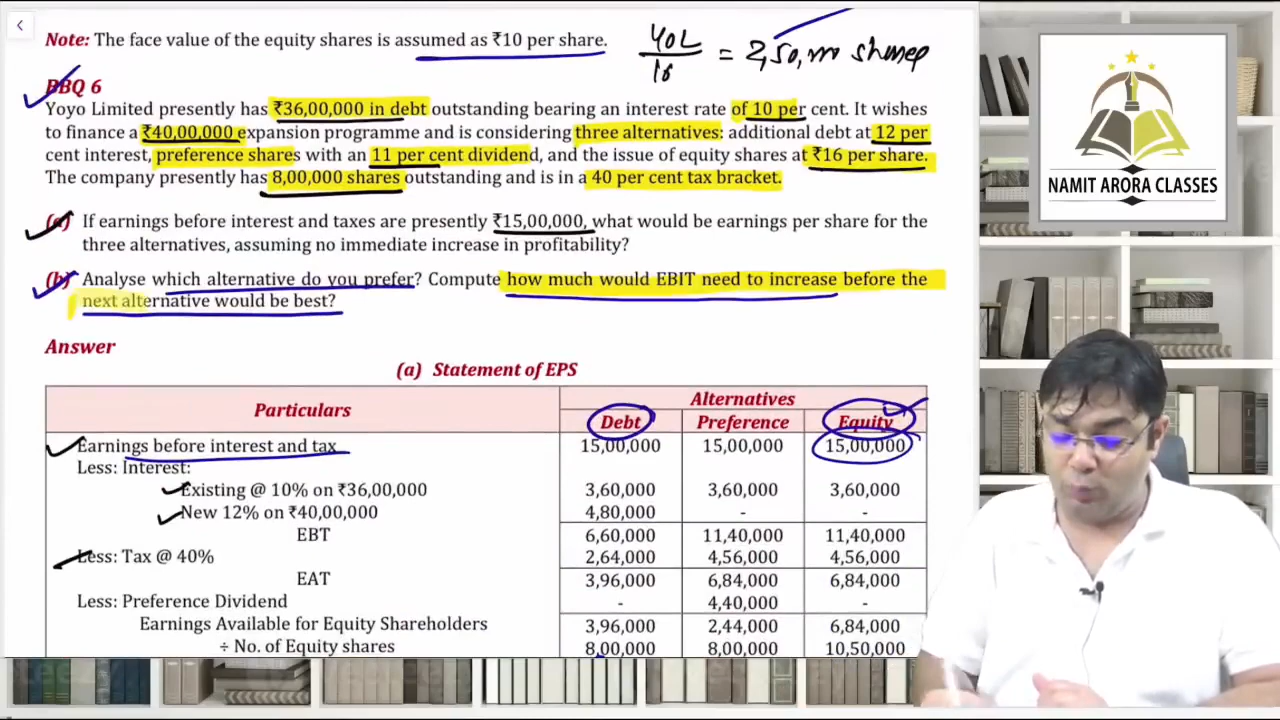 Note: The face value of the equity shares is assumed as ₹10 per share.
40L/16 = 2,50,000 shares
BBQ 6
Yoyo Limited presently has ₹36,00,000 in debt outstanding bearing an interest rate of 10 per cent. It wishes
to finance a ₹40,00,000 expansion programme and is considering three alternatives: additional debt at 12 per
cent interest, preference shares with an 11 per cent dividend, and the issue of equity shares at ₹16 per share.
The company presently has 8,00,000 shares outstanding and is in a 40 per cent tax bracket.
(a) If earnings before interest and taxes are presently ₹15,00,000, what would be earnings per share for the
three alternatives, assuming no immediate increase in profitability?
(b) Analyse which alternative do you prefer? Compute how much would EBIT need to increase before the
next alternative would be best?
Answer
(a) Statement of EPS
Particulars Alternatives
Debt Preference Equity
Earnings before interest and tax 15,00,000 15,00,000 15,00,000
Less: Interest:
Existing @ 10% on ₹36,00,000 3,60,000 3,60,000 3,60,000
New 12% on ₹40,00,000 4,80,000 - -
EBT 6,60,000 11,40,000 11,40,000
Less: Tax @ 40% 2,64,000 4,56,000 4,56,000
EAT 3,96,000 6,84,000 6,84,000
Less: Preference Dividend - 4,40,000 -
Earnings Available for Equity Shareholders 3,96,000 2,44,000 6,84,000
÷ No. of Equity shares 8,00,000 8,00,000 10,50,000
NAMIT ARORA CLASSES